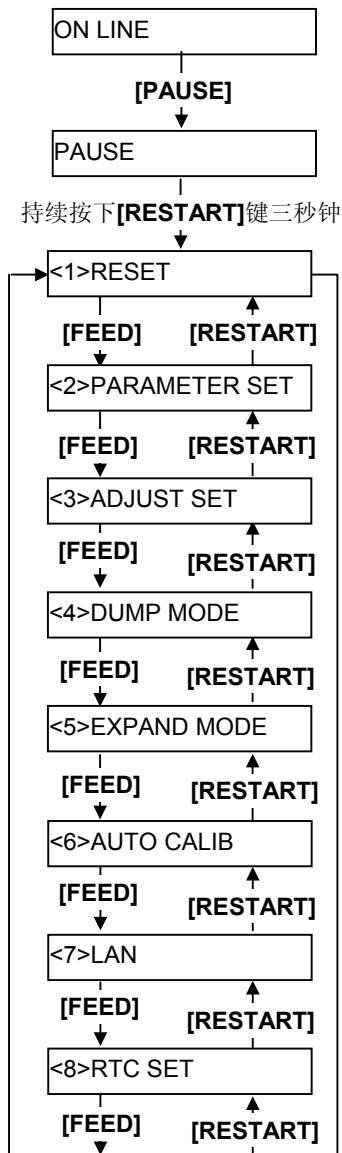 ON LINE
[PAUSE]
PAUSE
持续按下[RESTART]键三秒钟
<1>RESET
[FEED] [RESTART]
<2>PARAMETER SET
[FEED] [RESTART]
<3>ADJUST SET
[FEED] [RESTART]
<4>DUMP MODE
[FEED] [RESTART]
<5>EXPAND MODE
[FEED] [RESTART]
<6>AUTO CALIB
[FEED] [RESTART]
<7>LAN
[FEED] [RESTART]
<8>RTC SET
[FEED] [RESTART]